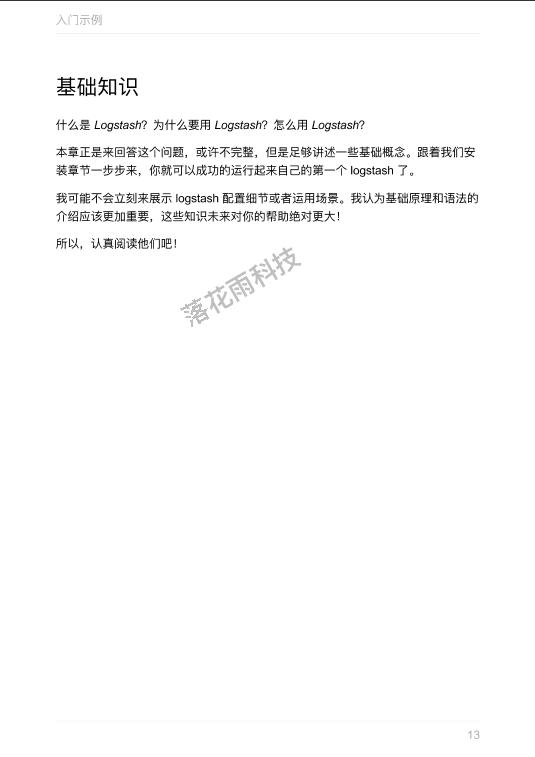 入门示例
基础知识
什么是 Logstash？为什么要用 Logstash？怎么用 Logstash？
本章正是来回答这个问题，或许不完整，但是足够讲述一些基础概念。跟着我们安
装章节一步步来，你就可以成功的运行起来自己的第一个 logstash 了。
我可能不会立刻来展示 logstash 配置细节或者运用场景。我认为基础原理和语法的
介绍应该更加重要，这些知识未来对你的帮助绝对更大！
所以，认真阅读他们吧！
落花雨科技
13